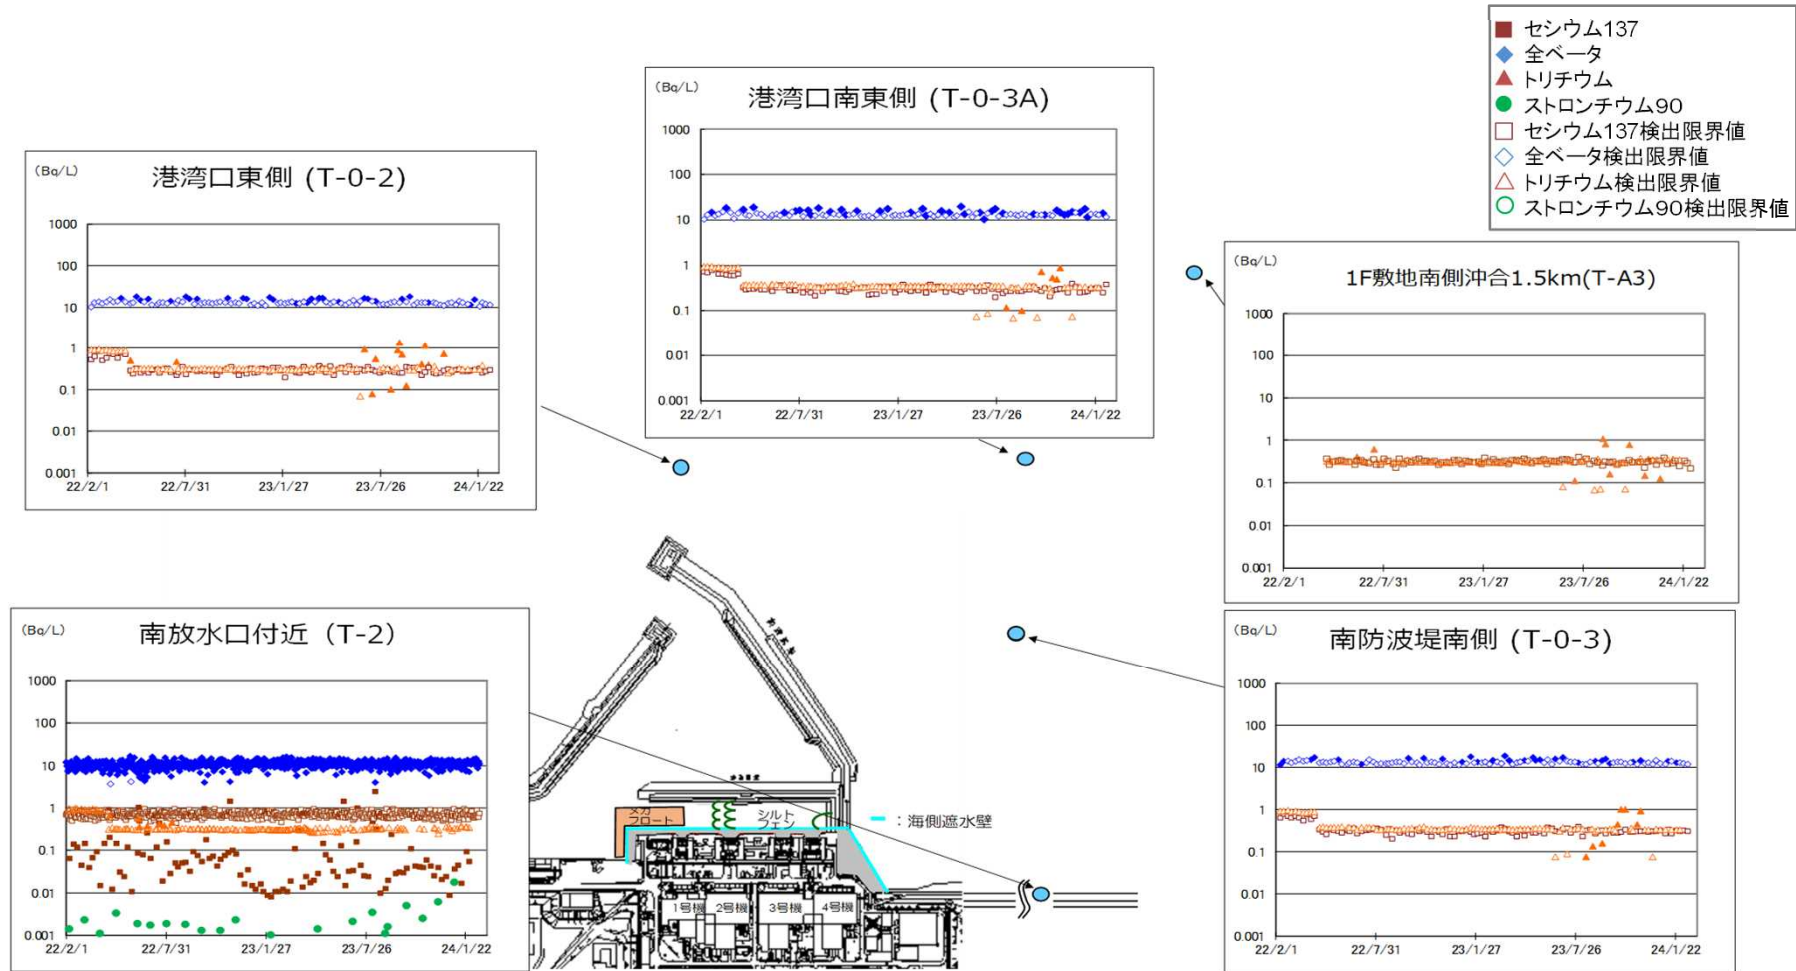 セシウム137
全ベータ
トリチウム
ストロンチウム90
セシウム137検出限界値
全ベータ検出限界値
トリチウム検出限界値
ストロンチウム90検出限界値
(Bq/L)
港湾口南東側 (T-0-3A)
1000
100
10
1
0.1
0.01
0.001
22/2/1 22/7/31 23/1/27 23/7/26 24/1/22
(Bq/L)
港湾口東側 (T-0-2)
1000
100
10
1
0.1
0.01
0.001
22/2/1 22/7/31 23/1/27 23/7/26 24/1/22
(Bq/L)
1F敷地南側沖合1.5km(T-A3)
1000
100
10
1
0.1
0.01
0.001
22/2/1 22/7/31 23/1/27 23/7/26 24/1/22
(Bq/L)
南放水口付近（T-2）
1000
100
10
1
0.1
0.01
0.001
22/2/1 22/7/31 23/1/27 23/7/26 24/1/22
メガ
フロート
シルト
フェン
：海側遮水壁
1号機 2号機 3号機 4号機
(Bq/L)
南防波堤南側 (T-0-3)
1000
100
10
1
0.1
0.01
0.001
22/2/1 22/7/31 23/1/27 23/7/26 24/1/22